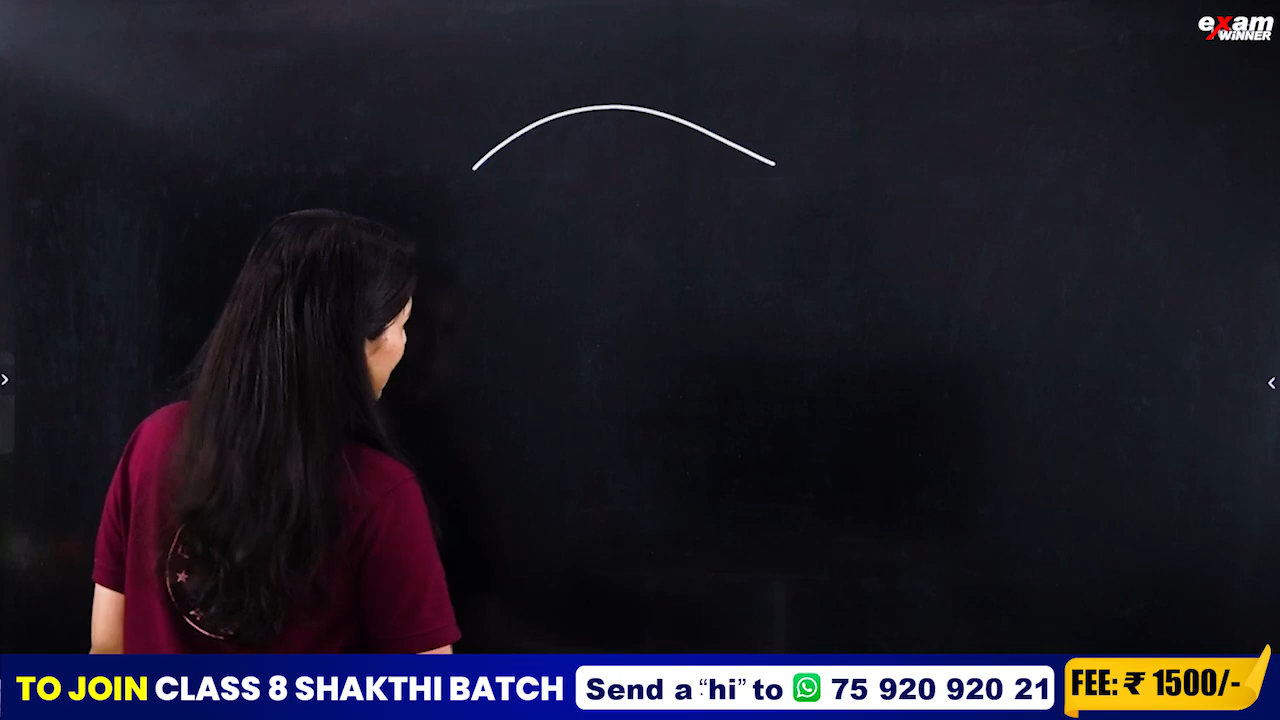 exam
WINNER
TO JOIN CLASS 8 SHAKTHI BATCH
Send a “hi” to 75 920 920 21
FEE: ₹ 1500/-